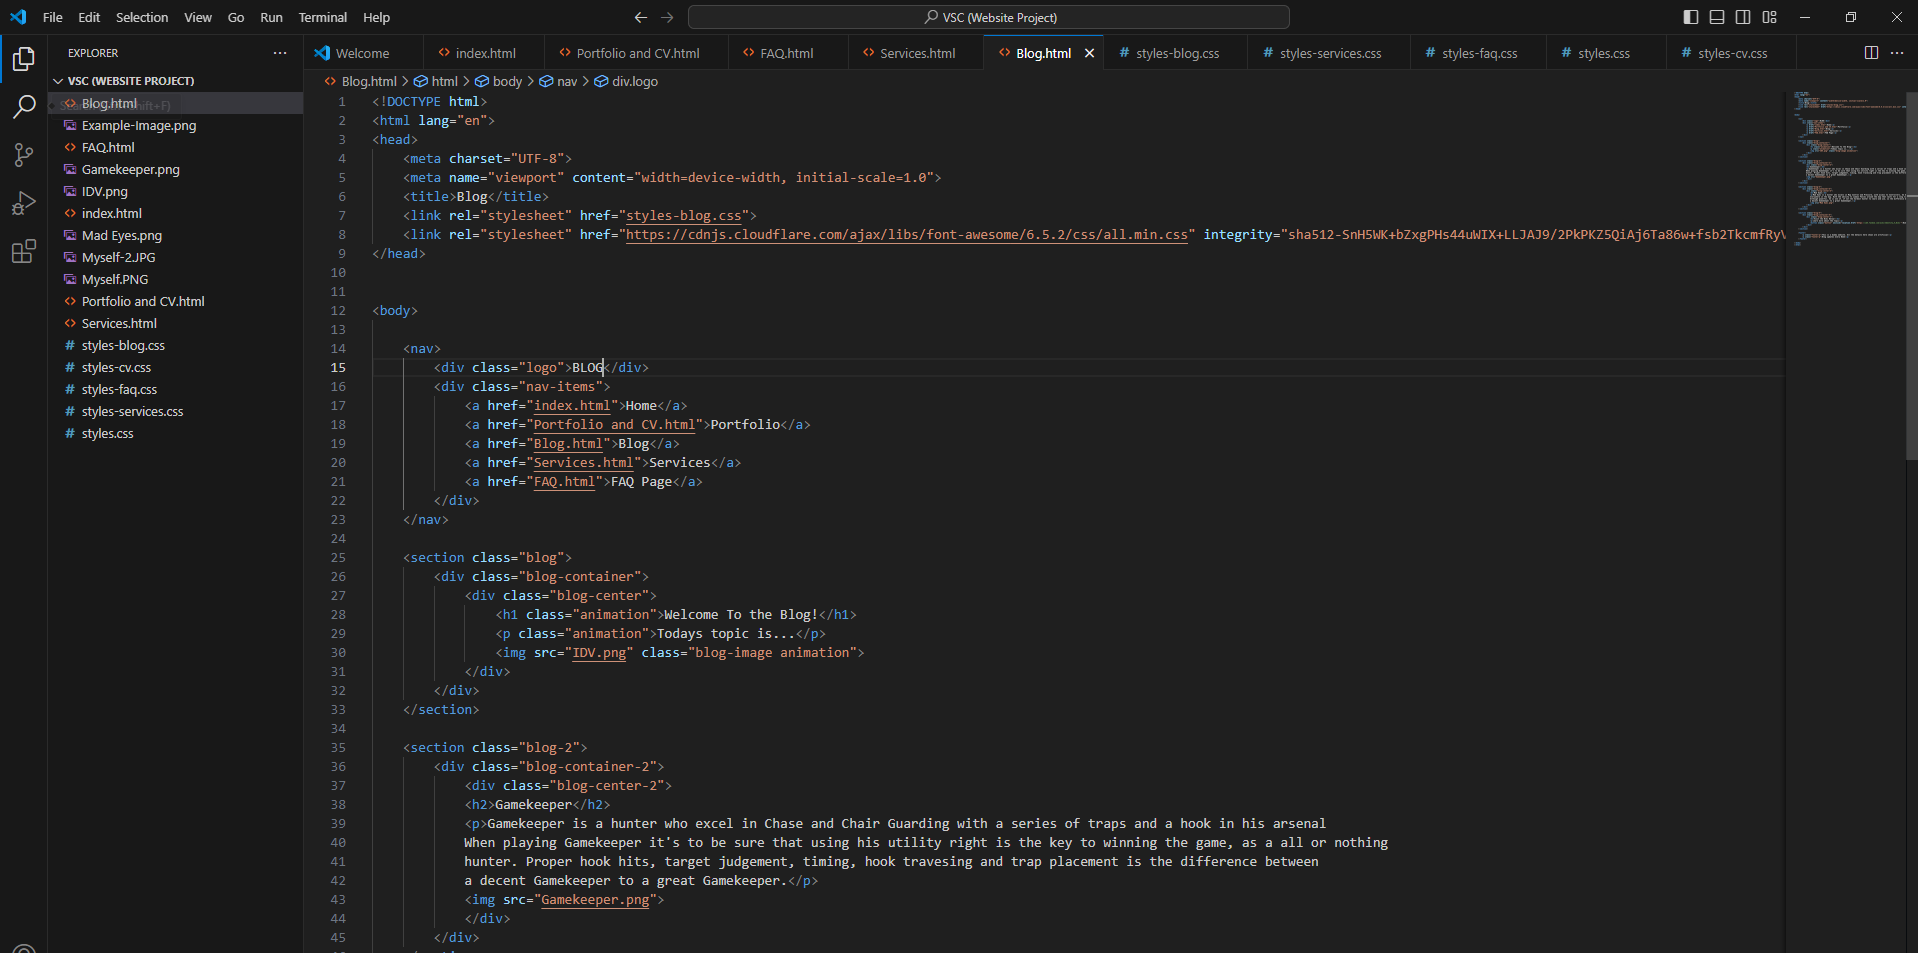 File Edit Selection View Go Run Terminal Help
VSC (Website Project)
EXPLORER
VSC (WEBSITE PROJECT)
Blog.html
Example-Image.png
FAQ.html
Gamekeeper.png
IDV.png
index.html
Mad Eyes.png
Myself-2.JPG
Myself.PNG
Portfolio and CV.html
Services.html
styles-blog.css
styles-cv.css
styles-faq.css
styles-services.css
styles.css
Welcome index.html Portfolio and CV.html FAQ.html Services.html Blog.html styles-blog.css styles-services.css styles-faq.css styles.css styles-cv.css
Blog.html > html > body > nav > div.logo
1 <!DOCTYPE html>
2 <html lang="en">
3 <head>
4 <meta charset="UTF-8">
5 <meta name="viewport" content="width=device-width, initial-scale=1.0">
6 <title>Blog</title>
7 <link rel="stylesheet" href="styles-blog.css">
8 <link rel="stylesheet" href="https://cdnjs.cloudflare.com/ajax/libs/font-awesome/6.5.2/css/all.min.css" integrity="sha512-SnH5WK+bZxgPHs44uWIX+LLJAJ9/2PkPKZ5QiAj6Ta86w+fsb2TkcmfRyV
9 </head>
10
11
12 <body>
13
14 <nav>
15 <div class="logo">BLOG</div>
16 <div class="nav-items">
17 <a href="index.html">Home</a>
18 <a href="Portfolio and CV.html">Portfolio</a>
19 <a href="Blog.html">Blog</a>
20 <a href="Services.html">Services</a>
21 <a href="FAQ.html">FAQ Page</a>
22 </div>
23 </nav>
24
25 <section class="blog">
26 <div class="blog-container">
27 <div class="blog-center">
28 <h1 class="animation">Welcome To the Blog!</h1>
29 <p class="animation">Todays topic is...</p>
30 <img src="IDV.png" class="blog-image animation">
31 </div>
32 </div>
33 </section>
34
35 <section class="blog-2">
36 <div class="blog-container-2">
37 <div class="blog-center-2">
38 <h2>Gamekeeper</h2>
39 <p>Gamekeeper is a hunter who excel in Chase and Chair Guarding with a series of traps and a hook in his arsenal
40 When playing Gamekeeper it's to be sure that using his utility right is the key to winning the game, as a all or nothing
41 hunter. Proper hook hits, target judgement, timing, hook travesing and trap placement is the difference between
42 a decent Gamekeeper to a great Gamekeeper.</p>
43 <img src="Gamekeeper.png">
44 </div>
45 </div>